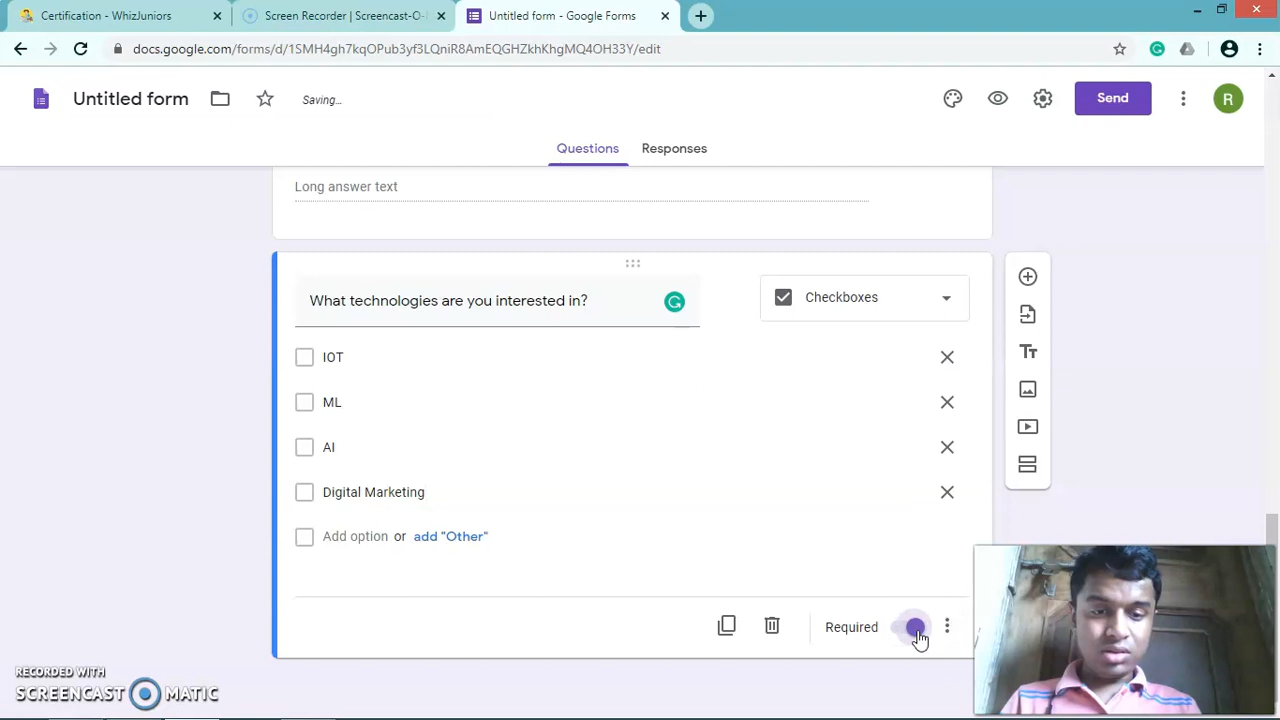 Certification - WhizJuniors
Screen Recorder | Screencast-O-
Untitled form - Google Forms
docs.google.com/forms/d/1SMH4gh7kqOPub3yf3LQniR8AmEQGHZkhKhgMQ4OH33Y/edit
Untitled form
Saving...
Send
R
Questions
Responses
Long answer text
What technologies are you interested in?
Checkboxes
IOT
ML
AI
Digital Marketing
Add option or add "Other"
Required
RECORDED WITH
SCREENCAST MATIC